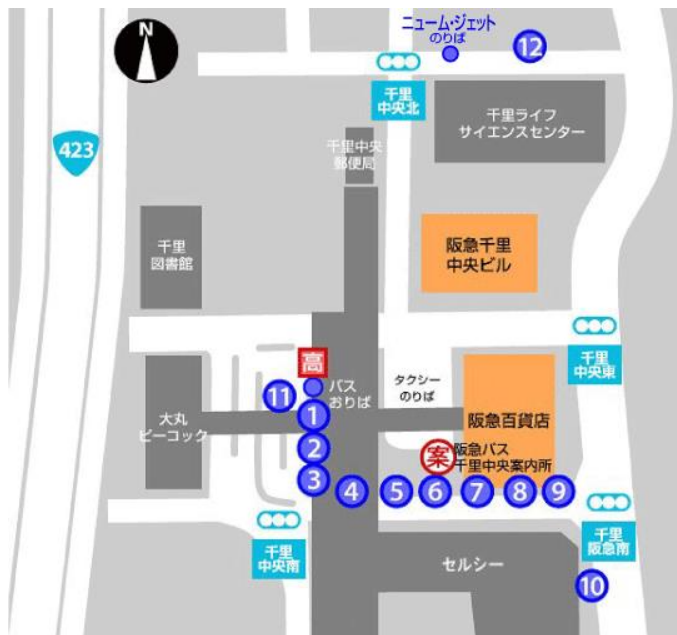 N
ニューム・ジェット
のりば
12
千里
中央北
千里ライフ
サイエンスセンター
423
千里中央
郵便局
千里
図書館
阪急千里
中央ビル
千里
中央東
高
バス
おりば
タクシー
のりば
11
1
大丸
ピーコック
阪急百貨店
2
案
阪急バス
千里中央案内所
3
4
5
6
7
8
9
千里
中央南
千里
阪急南
セルシー
10